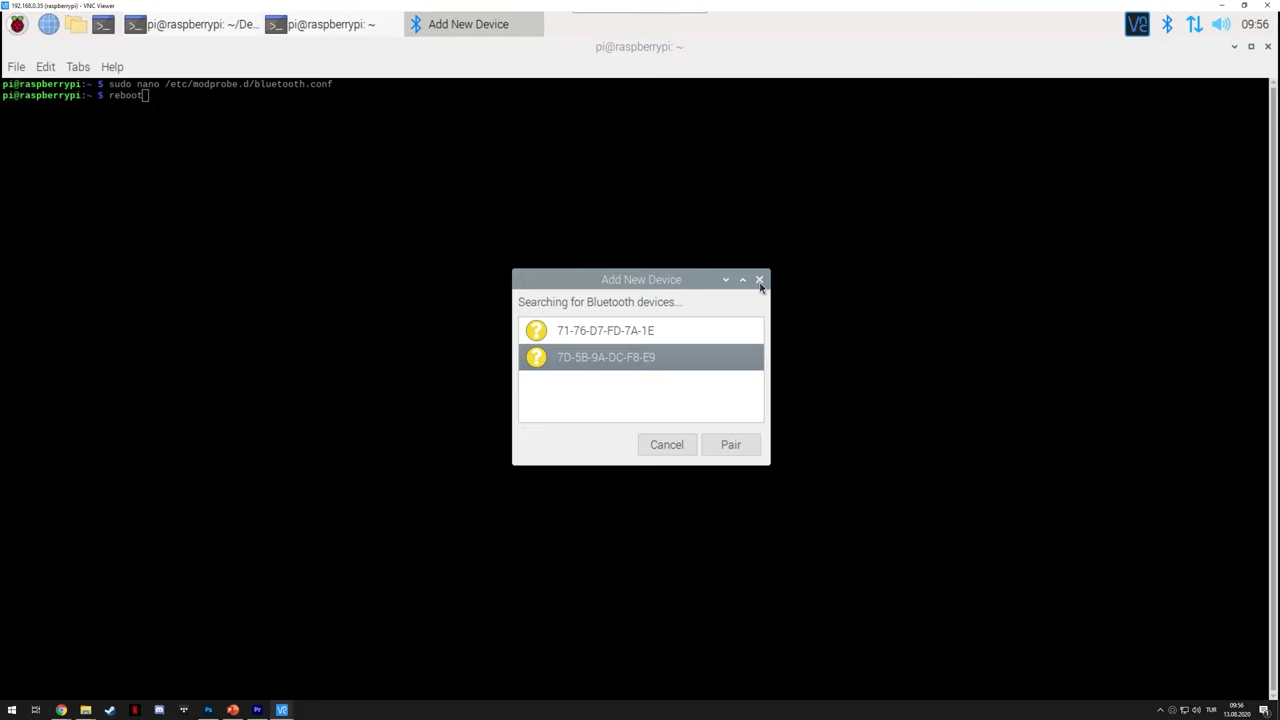 192.168.0.35 (raspberrypi) - VNC Viewer
pi@raspberrypi: ~/De...
pi@raspberrypi: ~
Add New Device
09:56
pi@raspberrypi: ~
File Edit Tabs Help
pi@raspberrypi:~ $ sudo nano /etc/modprobe.d/bluetooth.conf
pi@raspberrypi:~ $ reboot
Add New Device
Searching for Bluetooth devices...
71-76-D7-FD-7A-1E
7D-5B-9A-DC-F8-E9
Cancel Pair
TUR
09:56
13.08.2020